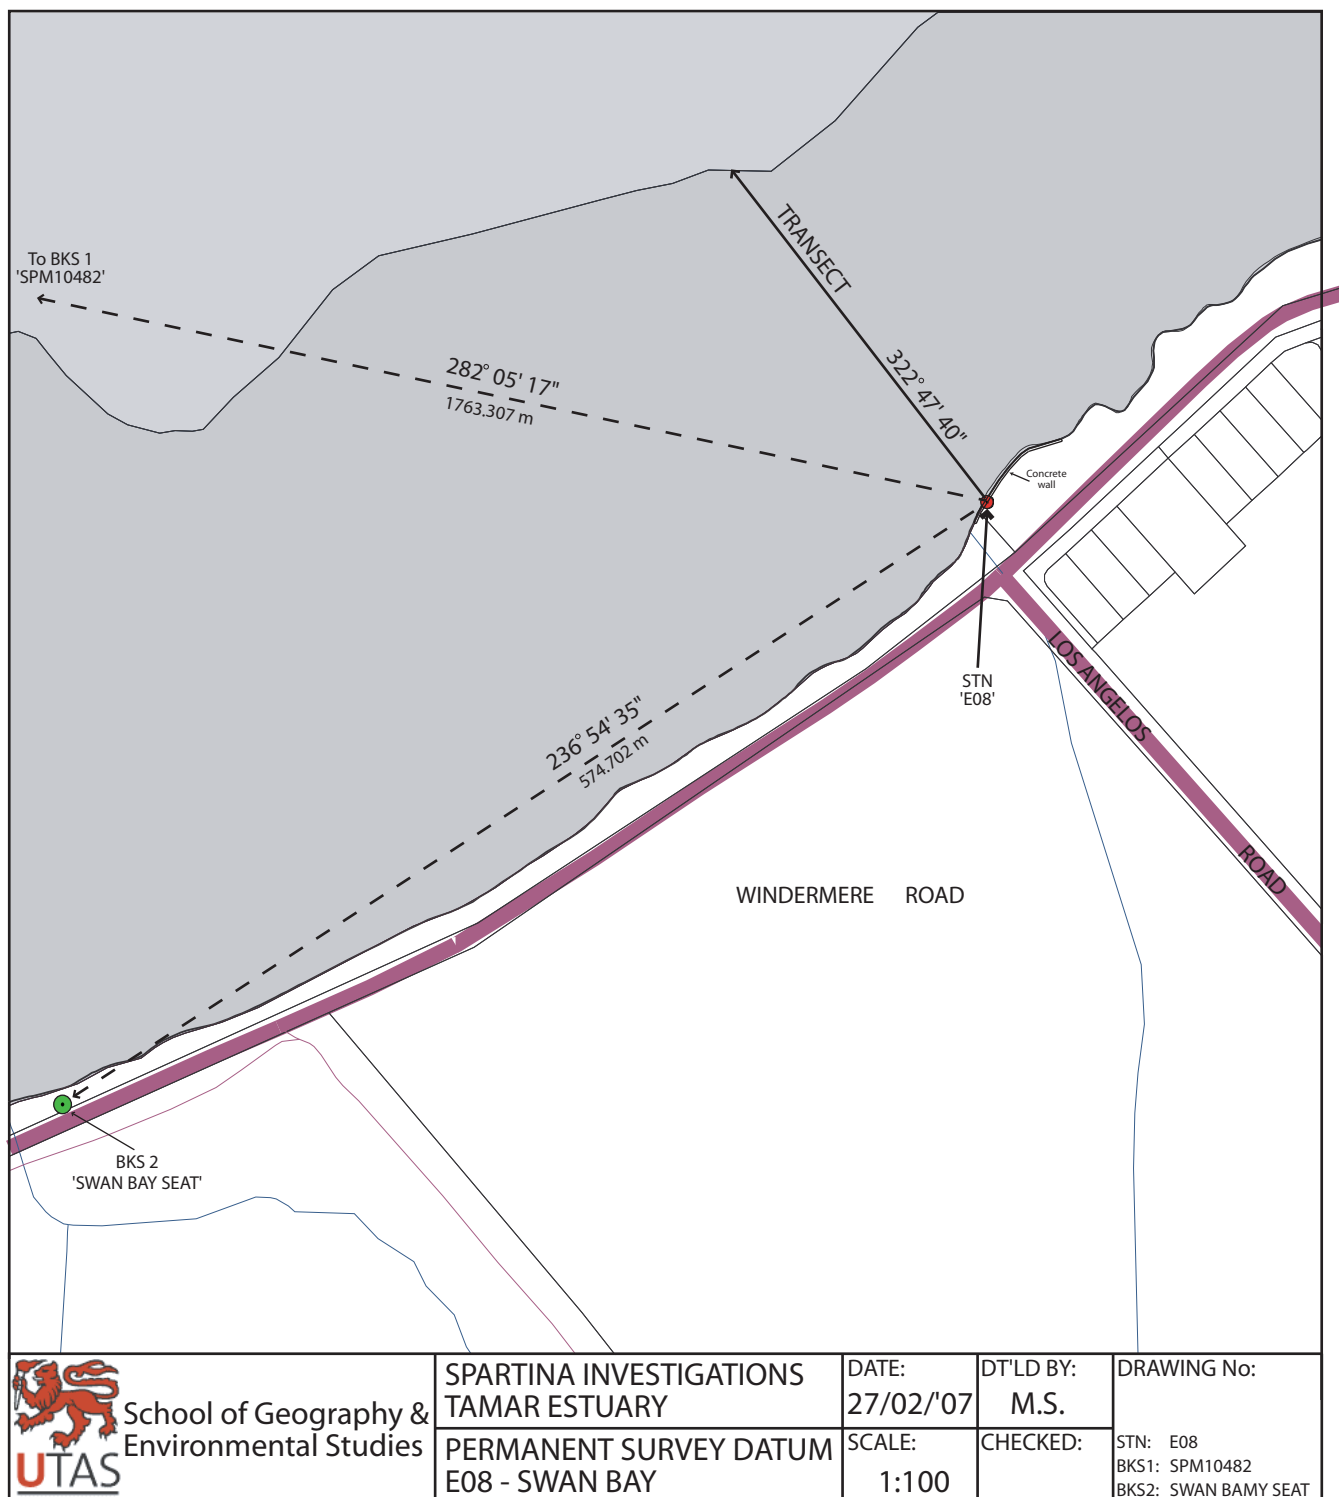 To BKS 1
'SPM10482'
TRANSECT
322° 47' 40"
282° 05' 17"
1763.307 m
Concrete
wall
STN
'E08'
LOS ANGELOS
ROAD
236° 54' 35"
574.702 m
WINDERMERE ROAD
BKS 2
'SWAN BAY SEAT'
UTAS
School of Geography &
Environmental Studies
SPARTINA INVESTIGATIONS
TAMAR ESTUARY
PERMANENT SURVEY DATUM
E08 - SWAN BAY
DATE:
27/02/'07
DT'LD BY:
M.S.
SCALE:
1:100
CHECKED:
DRAWING No:
STN: E08
BKS1: SPM10482
BKS2: SWAN BAMY SEAT